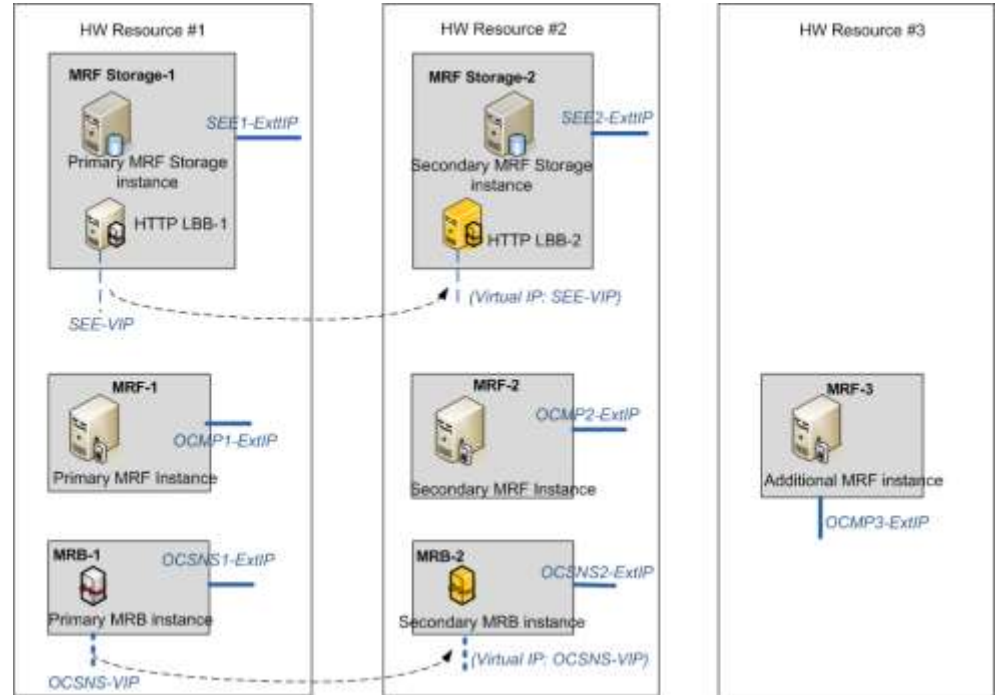 HW Resource #1
MRF Storage-1
SEE1-ExtIP
Primary MRF Storage
instance
HTTP LBB-1
SEE-VIP
MRF-1
OCMP1-ExtIP
Primary MRF Instance
MRB-1
OCSNS1-ExtIP
Primary MRB instance
OCSNS-VIP
HW Resource #2
MRF Storage-2
SEE2-ExtIP
Secondary MRF Storage
instance
HTTP LBB-2
(Virtual IP: SEE-VIP)
MRF-2
OCMP2-ExtIP
Secondary MRF Instance
MRB-2
OCSNS2-ExtIP
Secondary MRB instance
(Virtual IP: OCSNS-VIP)
HW Resource #3
MRF-3
Additional MRF instance
OCMP3-ExtIP